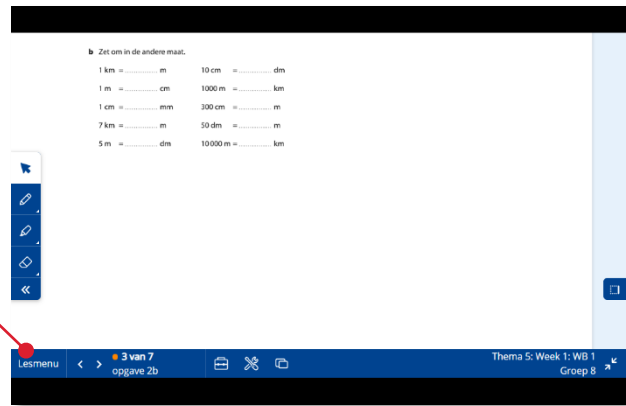 b Zet om in de andere maat.
1 km = ............... m
10 cm = ............... dm
1 m = ............... cm
1000 m = ............... km
1 cm = ............... mm
300 cm = ............... m
7 km = ............... m
50 dm = ............... m
5 m = ............... dm
10 000 m = ............... km
Lesmenu
3 van 7
opgave 2b
Thema 5: Week 1: WB 1
Groep 8